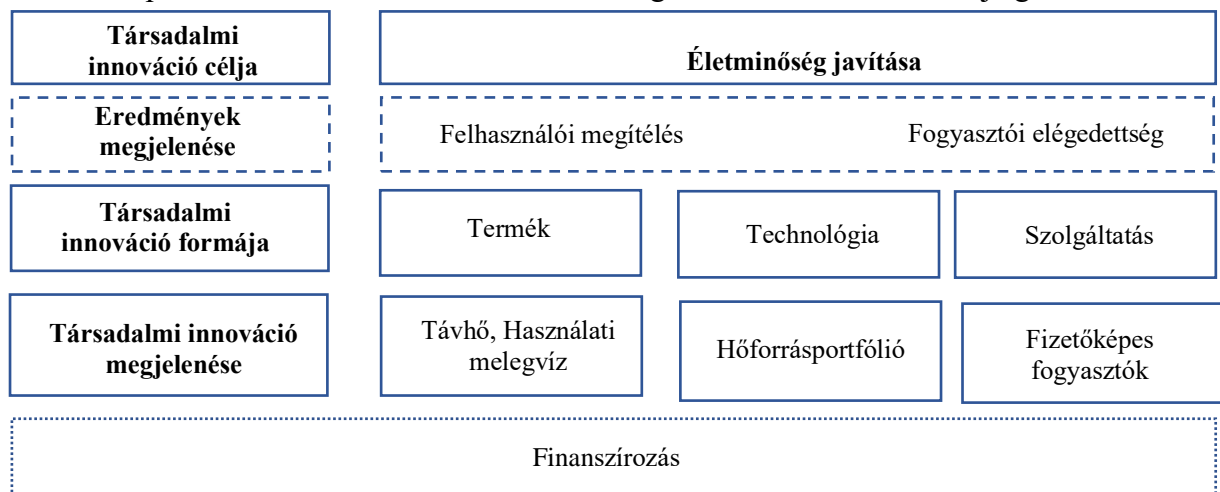 Társadalmi
innováció célja
Életminőség javítása
Eredmények
megjelenése
Felhasználói megítélés
Fogyasztói elégedettség
Társadalmi
innováció formája
Termék
Technológia
Szolgáltatás
Társadalmi innováció
megjelenése
Távhő, Használati
melegvíz
Hőforrásportfólió
Fizetőképes
fogyasztók
Finanszírozás